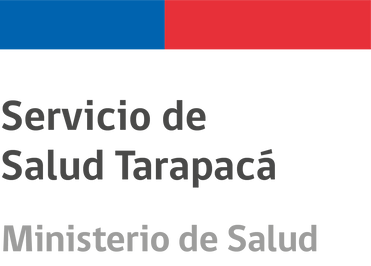 Servicio de
Salud Tarapacá
Ministerio de Salud